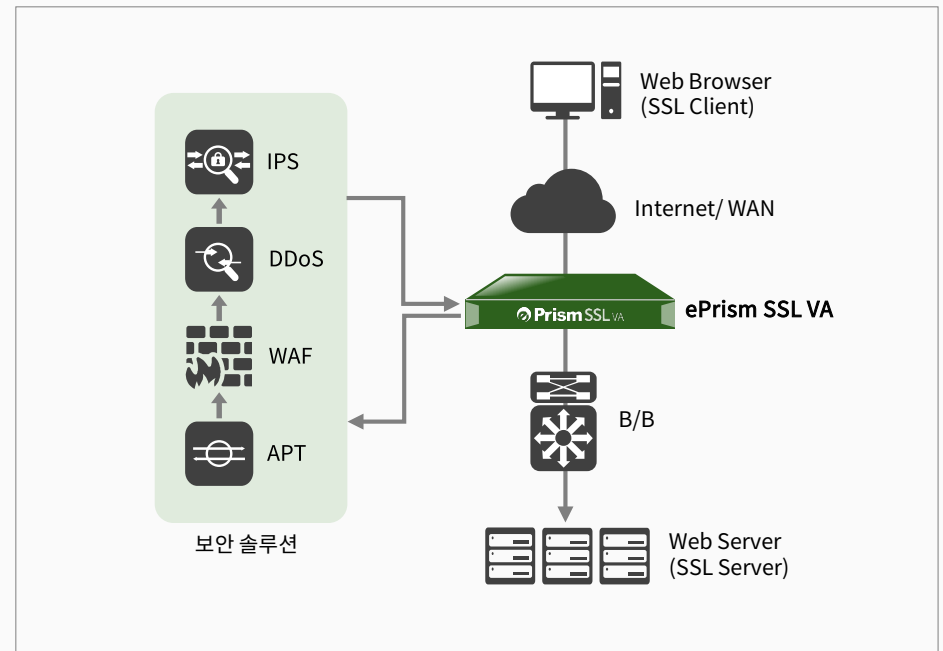 Web Browser
(SSL Client)
IPS
Internet/ WAN
DDoS
Prism SSL VA
ePrism SSL VA
WAF
B/B
APT
보안 솔루션
Web Server
(SSL Server)